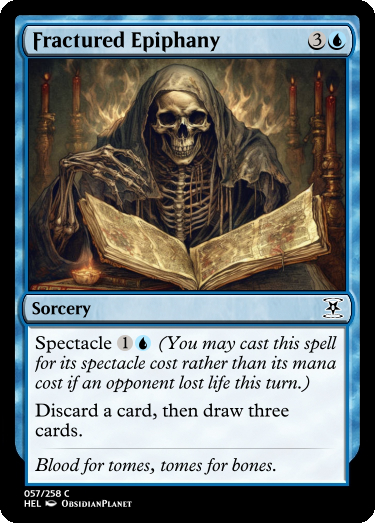 Fractured Epiphany 3
Sorcery
Spectacle 1 (You may cast this spell
for its spectacle cost rather than its mana
cost if an opponent lost life this turn.)
Discard a card, then draw three
cards.
Blood for tomes, tomes for bones.
057/258 C
HEL ObsidianPlanet